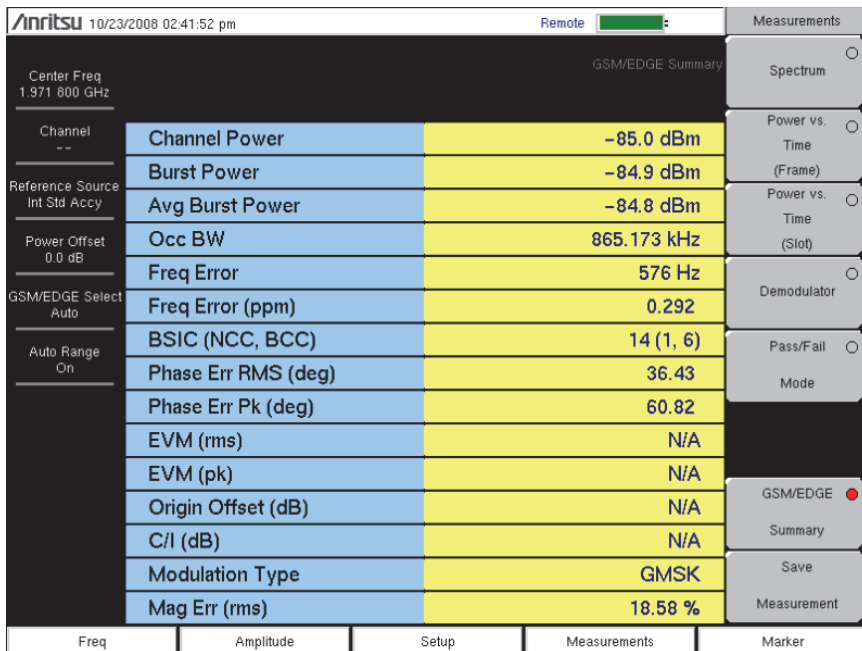 Anritsu 10/23/2008 02:41:52 pm
Remote
Measurements
GSM/EDGE Summary
Center Freq
1.971 800 GHz
Channel
--
Reference Source
Int Std Accy
Power Offset
0.0 dB
GSM/EDGE Select
Auto
Auto Range
On
Channel Power -85.0 dBm
Burst Power -84.9 dBm
Avg Burst Power -84.8 dBm
Occ BW 865.173 kHz
Freq Error 576 Hz
Freq Error (ppm) 0.292
BSIC (NCC, BCC) 14 (1, 6)
Phase Err RMS (deg) 36.43
Phase Err Pk (deg) 60.82
EVM (rms) N/A
EVM (pk) N/A
Origin Offset (dB) N/A
C/I (dB) N/A
Modulation Type GMSK
Mag Err (rms) 18.58 %
Spectrum
Power vs.
Time
(Frame)
Power vs.
Time
(Slot)
Demodulator
Pass/Fail
Mode
GSM/EDGE
Summary
Save
Measurement
Freq
Amplitude
Setup
Measurements
Marker